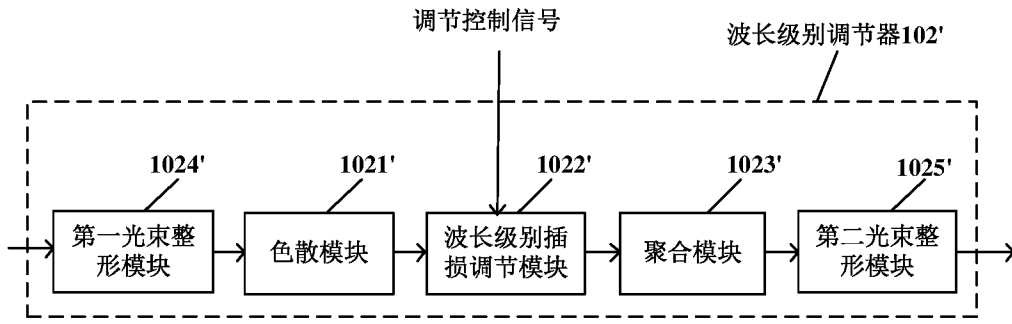 调节控制信号
波长级别调节器102'
1024'
1021'
1022'
1023'
1025'
第一光束整
形模块
色散模块
波长级别插
损调节模块
聚合模块
第二光束整
形模块